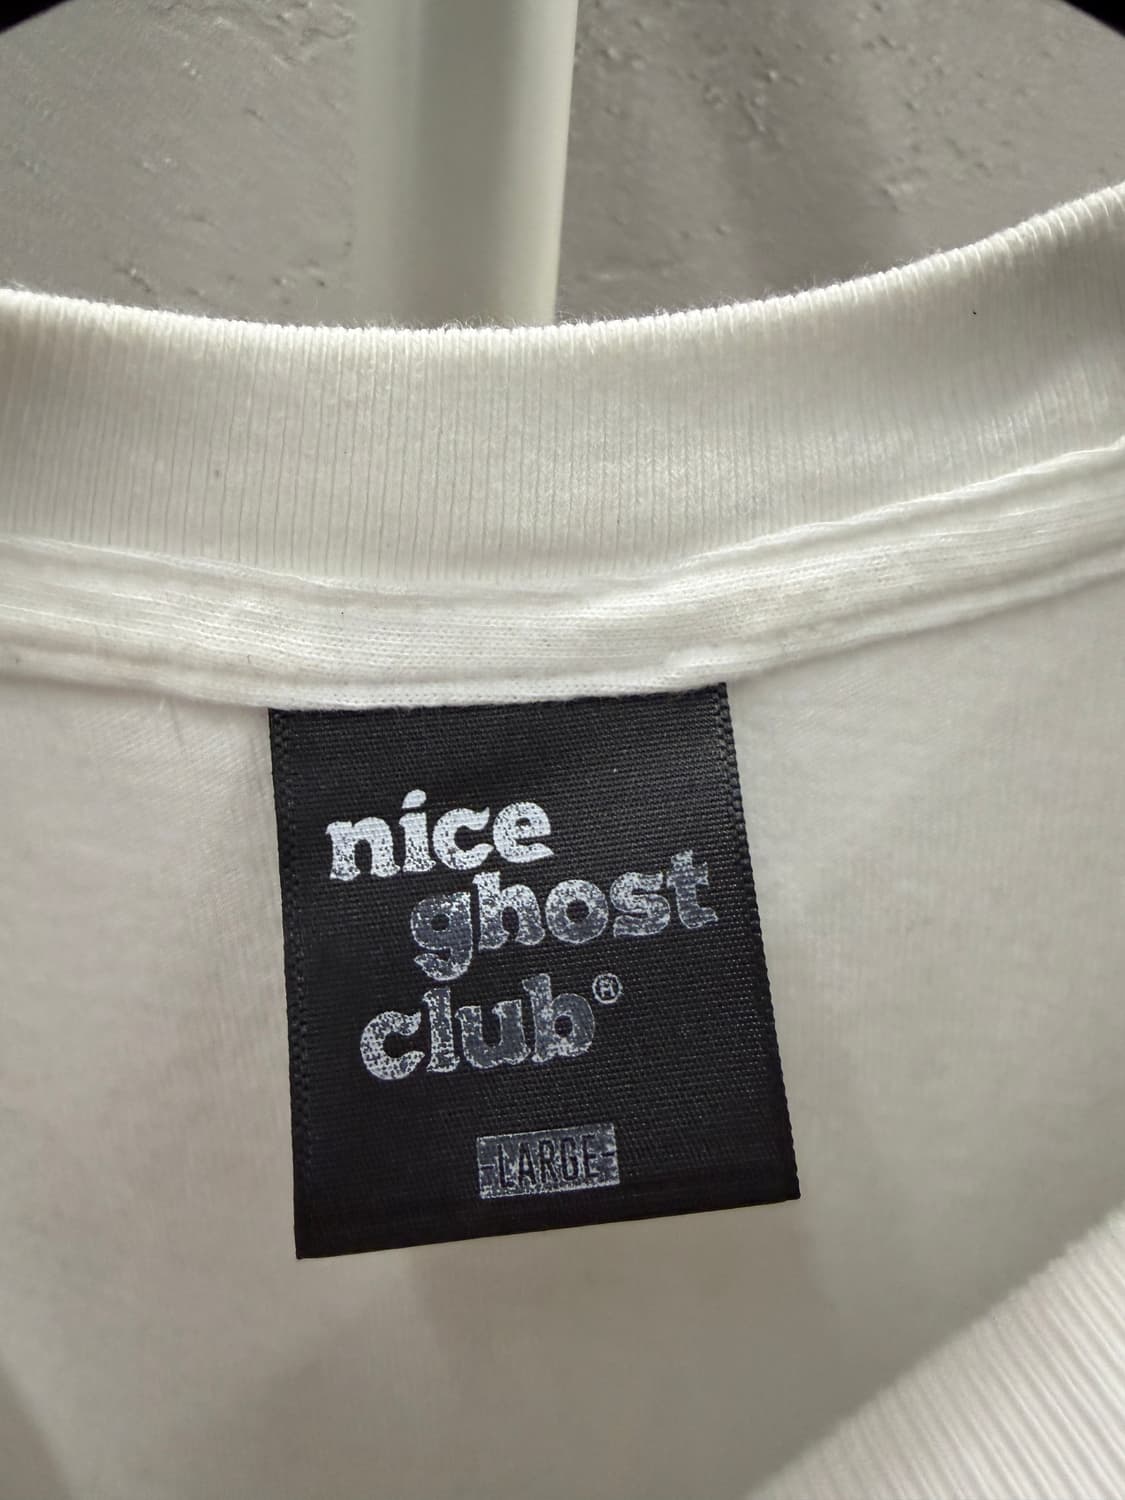 nice
ghost
club®
-LARGE-